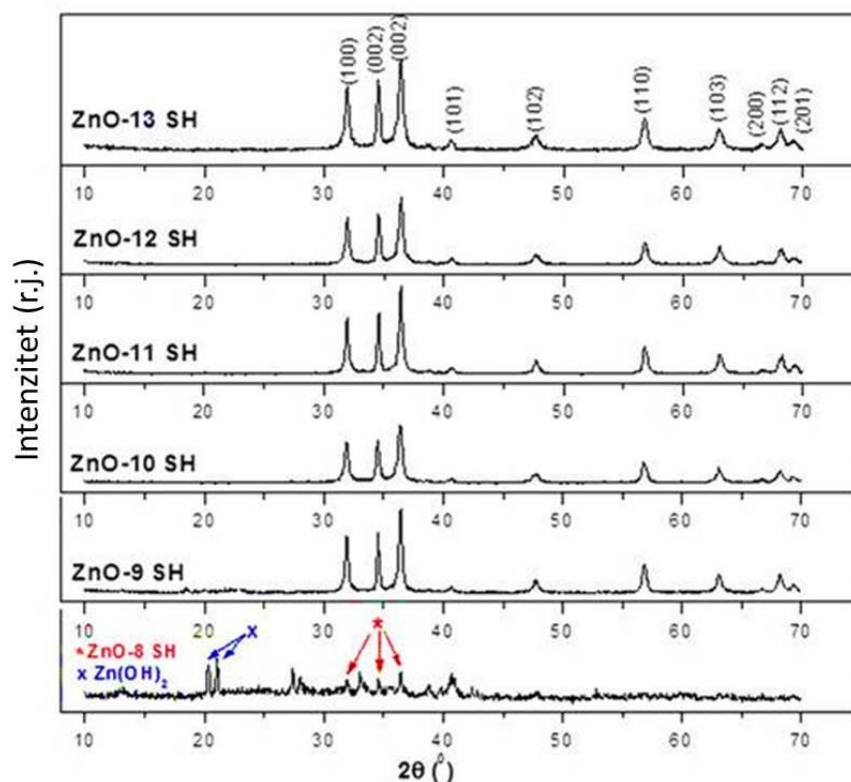 Intenzitet (r.j.)
(100) (002) (002) (101) (102) (110) (103) (200) (112) (201)
ZnO-13 SH
10 20 30 40 50 60 70
ZnO-12 SH
10 20 30 40 50 60 70
ZnO-11 SH
10 20 30 40 50 60 70
ZnO-10 SH
10 20 30 40 50 60 70
ZnO-9 SH
10 20 30 40 50 60 70
x *
*ZnO-8 SH
x Zn(OH)₂
10 20 30 40 50 60 70
2θ (⁰)